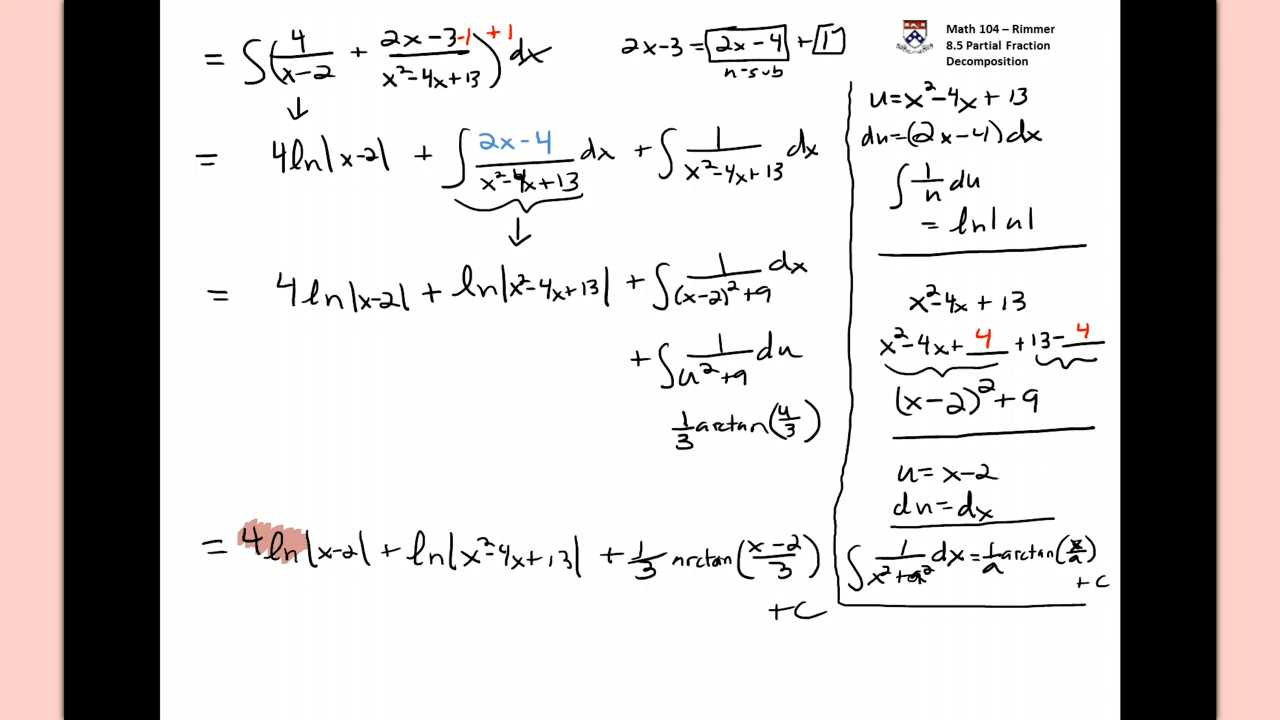 Math 104 – Rimmer
8.5 Partial Fraction
Decomposition
= ∫(4/(x-2) + (2x-3-1+1)/(x²-4x+13))dx
2x-3 = 2x-4 + 1
u-sub
↓
= 4ln|x-2| + ∫(2x-4)/(x²-4x+13) dx + ∫1/(x²-4x+13) dx
↓
= 4ln|x-2| + ln|x²-4x+13| + ∫1/((x-2)²+9) dx
+ ∫1/(u²+9) du
1/3 arctan(u/3)
= 4ln|x-2| + ln|x²-4x+13| + 1/3 arctan((x-2)/3)
+C
u=x²-4x+13
du=(2x-4)dx
∫1/u du
= ln|u|
x²-4x+13
x²-4x+4 +13-4
(x-2)²+9
u=x-2
du=dx
∫1/(x²+a²) dx=1/a arctan(x/a)
+C